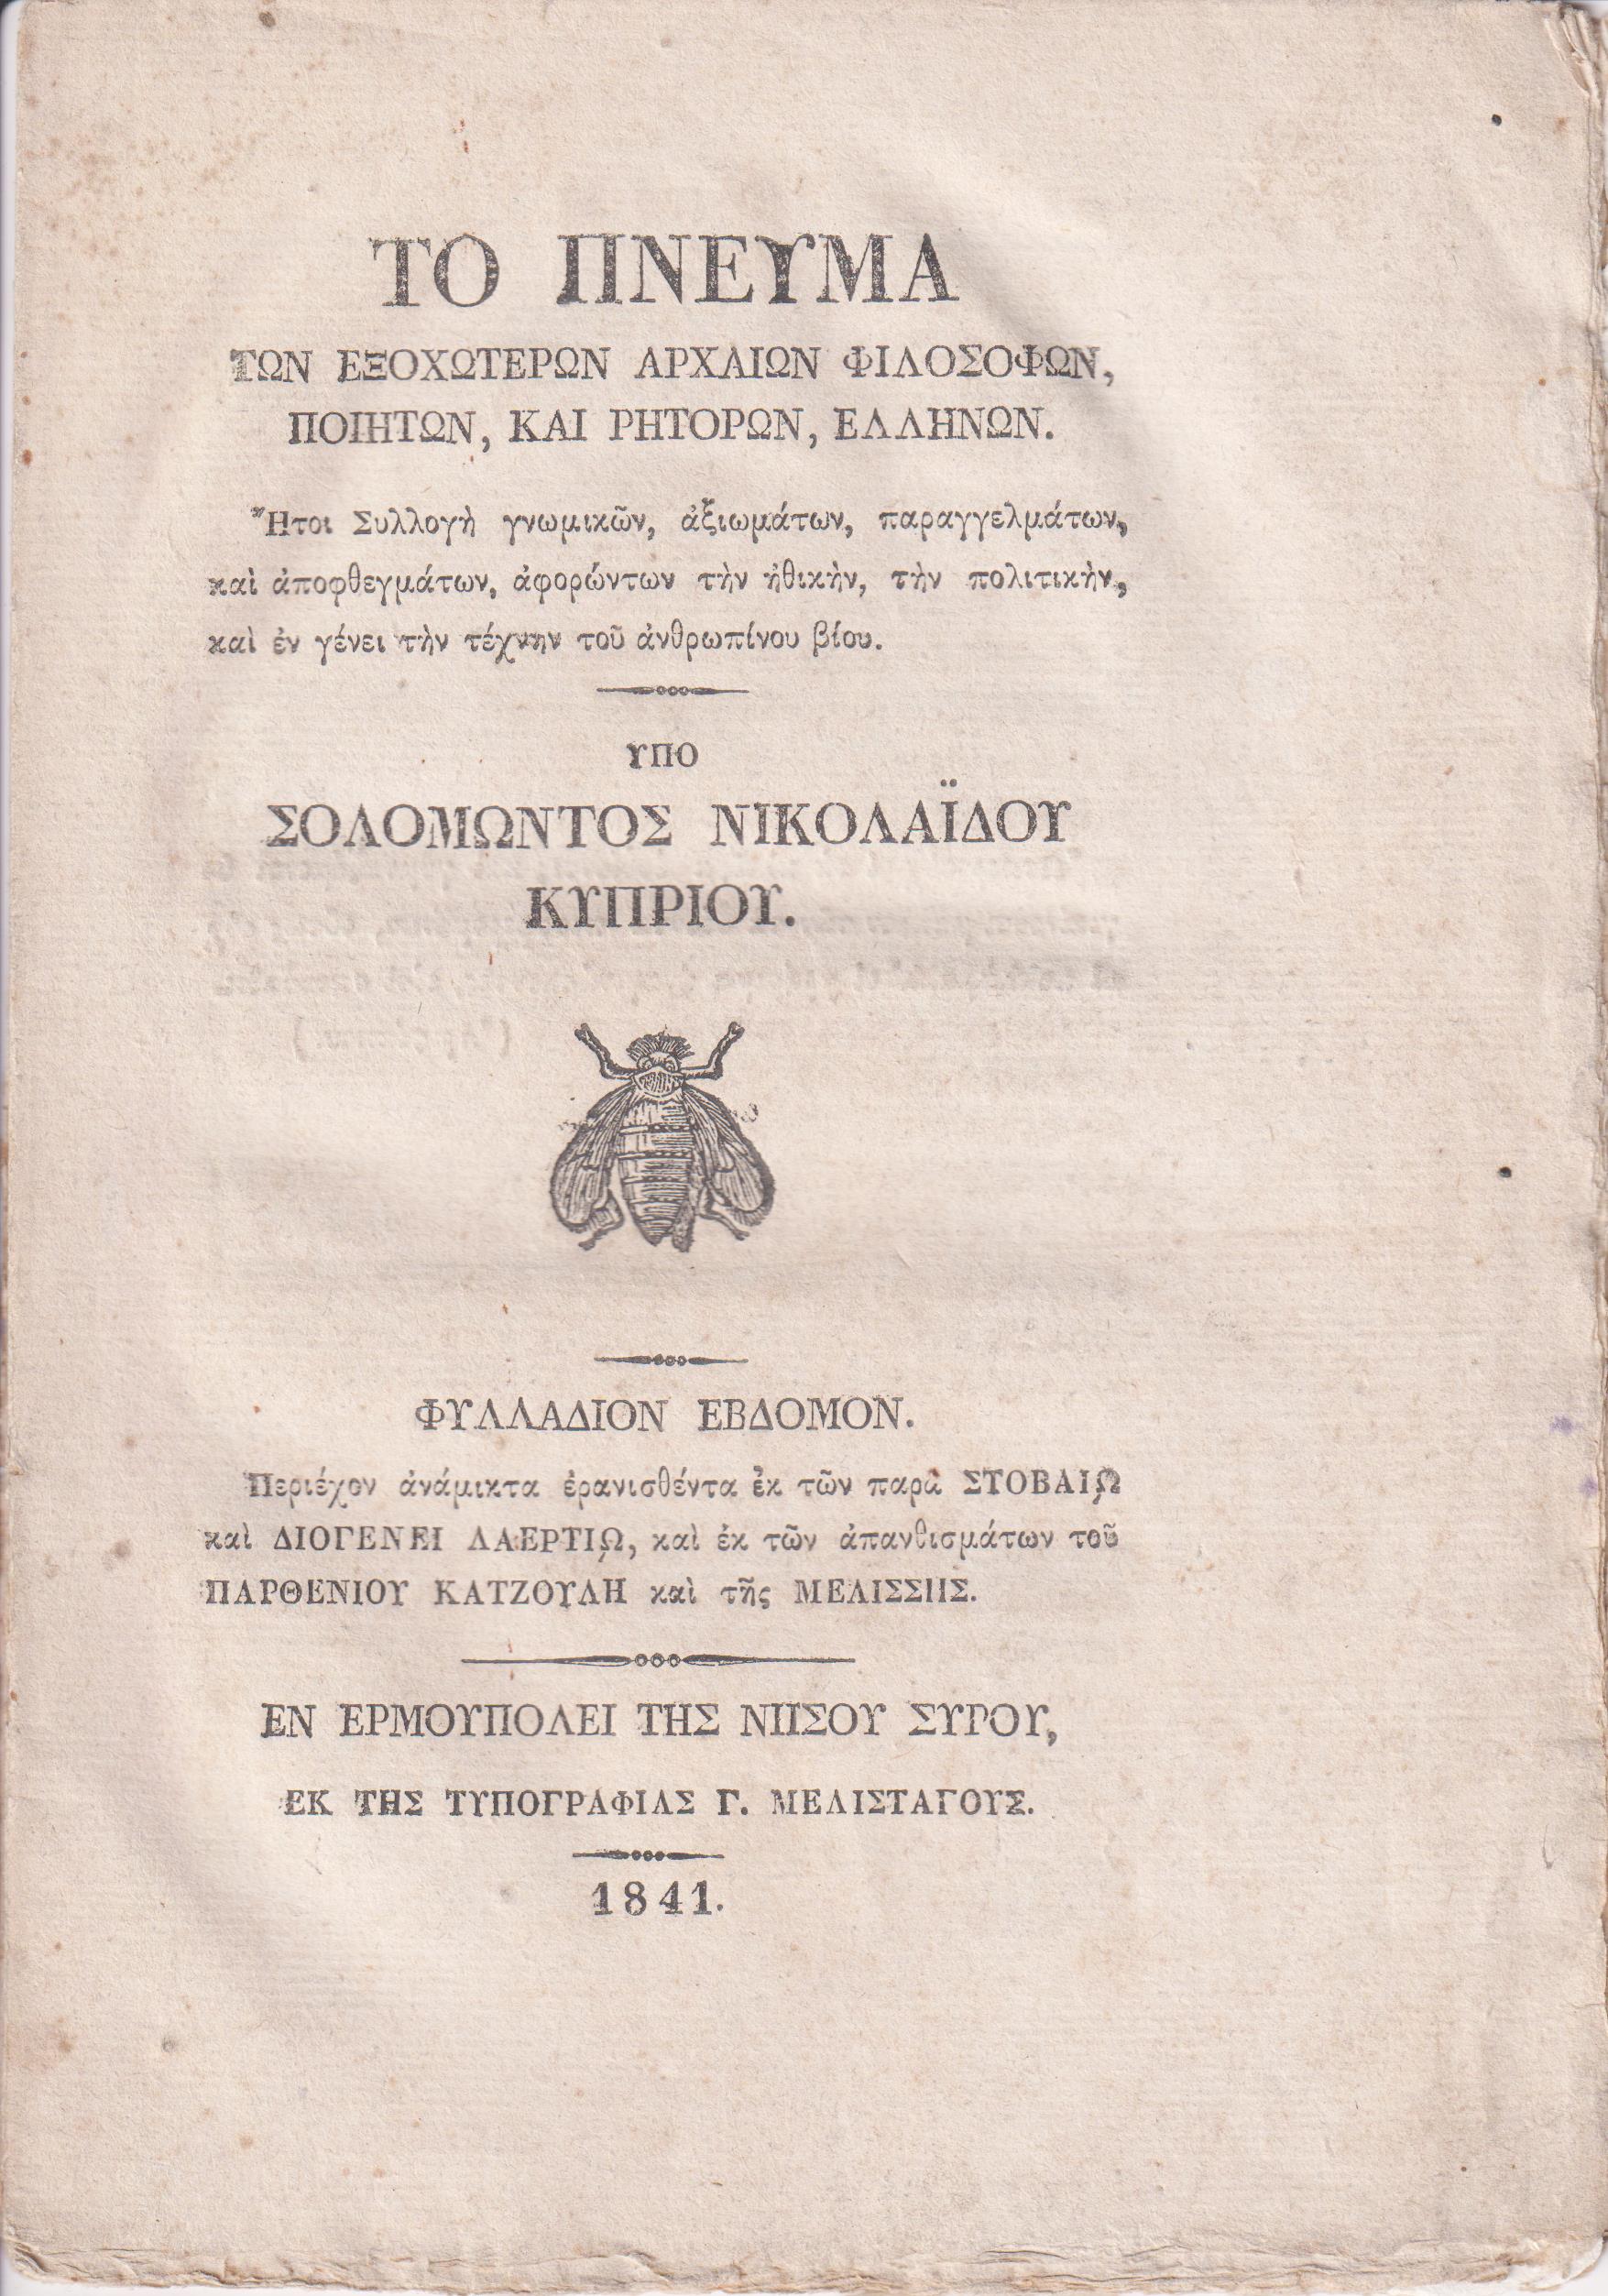 ΤΟ ΠΝΕΥΜΑ
ΤΩΝ ΕΞΟΧΩΤΕΡΩΝ ΑΡΧΑΙΩΝ ΦΙΛΟΣΟΦΩΝ,
ΠΟΙΗΤΩΝ, ΚΑΙ ΡΗΤΟΡΩΝ, ΕΛΛΗΝΩΝ.
Ἤτοι Συλλογὴ γνωμικῶν, ἀξιωμάτων, παραγγελμάτων,
καὶ ἀποφθεγμάτων, ἀφορώντων τὴν ἠθικὴν, τὴν πολιτικὴν,
καὶ ἐν γένει τὴν τέχνην τοῦ ἀνθρωπίνου βίου.
ΥΠΟ
ΣΟΛΟΜΩΝΤΟΣ ΝΙΚΟΛΑΪΔΟΥ
ΚΥΠΡΙΟΥ.
ΦΥΛΛΑΔΙΟΝ ΕΒΔΟΜΟΝ.
Περιέχον ἀνάμικτα ἐρανισθέντα ἐκ τῶν παρὰ ΣΤΟΒΑΙῼ
καὶ ΔΙΟΓΕΝΕΙ ΛΑΕΡΤΙῼ, καὶ ἐκ τῶν ἀπανθισμάτων τοῦ
ΠΑΡΘΕΝΙΟΥ ΚΑΤΖΟΥΛΗ καὶ τῆς ΜΕΛΙΣΣΗΣ.
ΕΝ ΕΡΜΟΥΠΟΛΕΙ ΤΗΣ ΝΗΣΟΥ ΣΥΡΟΥ,
ΕΚ ΤΗΣ ΤΥΠΟΓΡΑΦΙΑΣ Γ. ΜΕΛΙΣΤΑΓΟΥΣ.
1841.